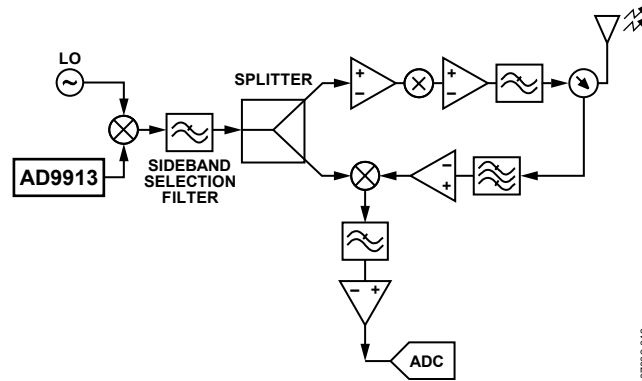 LO
SPLITTER
AD9913
SIDEBAND
SELECTION
FILTER
+
−
+
−
−
+
− +
ADC